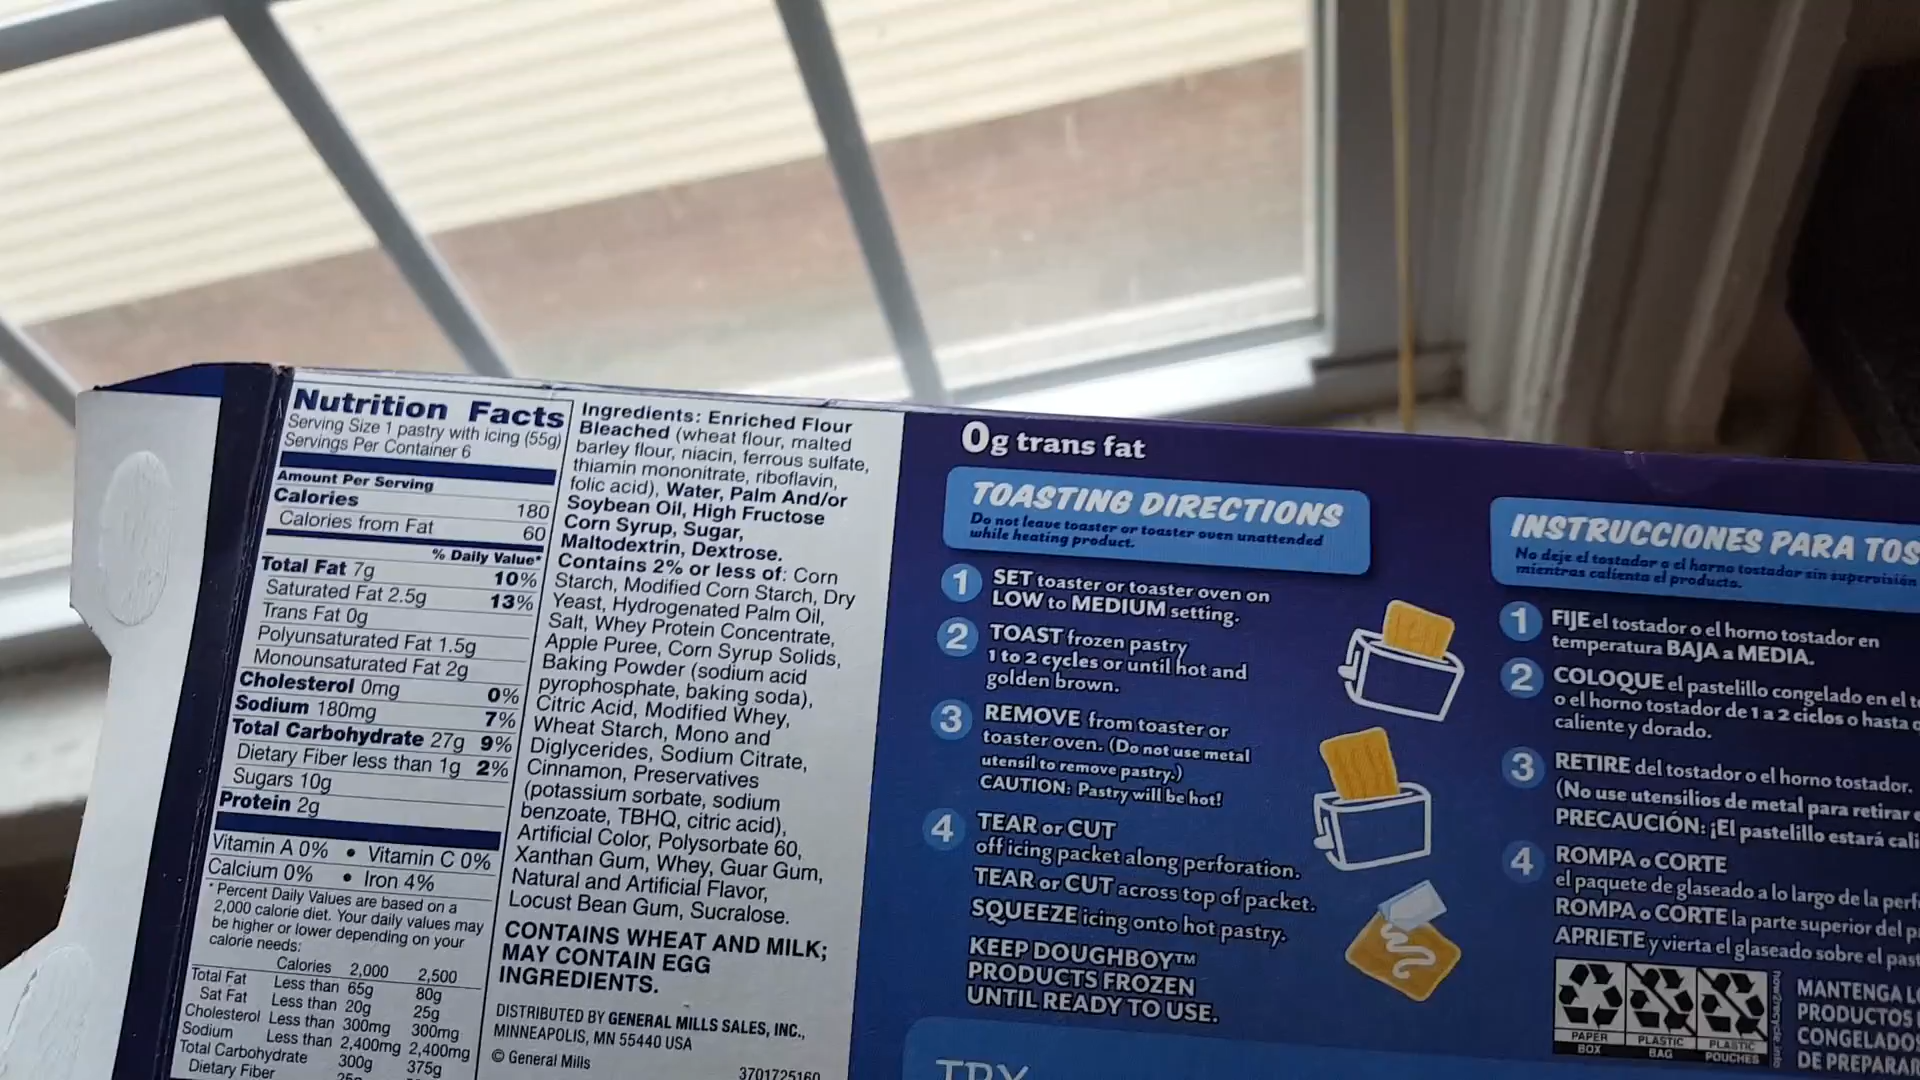 Nutrition Facts
Serving Size 1 pastry with icing (55g)
Servings Per Container 6
Amount Per Serving
Calories 180
Calories from Fat 60
% Daily Value*
Total Fat 7g 10%
Saturated Fat 2.5g 13%
Trans Fat 0g
Polyunsaturated Fat 1.5g
Monounsaturated Fat 2g
Cholesterol 0mg 0%
Sodium 180mg 7%
Total Carbohydrate 27g 9%
Dietary Fiber less than 1g 2%
Sugars 10g
Protein 2g
Vitamin A 0% • Vitamin C 0%
Calcium 0% • Iron 4%
* Percent Daily Values are based on a
2,000 calorie diet. Your daily values may
be higher or lower depending on your
calorie needs:
Calories 2,000 2,500
Total Fat Less than 65g 80g
Sat Fat Less than 20g 25g
Cholesterol Less than 300mg 300mg
Sodium Less than 2,400mg 2,400mg
Total Carbohydrate 300g 375g
Dietary Fiber
Ingredients: Enriched Flour
Bleached (wheat flour, malted
barley flour, niacin, ferrous sulfate,
thiamin mononitrate, riboflavin,
folic acid), Water, Palm And/or
Soybean Oil, High Fructose
Corn Syrup, Sugar,
Maltodextrin, Dextrose.
Contains 2% or less of: Corn
Starch, Modified Corn Starch, Dry
Yeast, Hydrogenated Palm Oil,
Salt, Whey Protein Concentrate,
Apple Puree, Corn Syrup Solids,
Baking Powder (sodium acid
pyrophosphate, baking soda),
Citric Acid, Modified Whey,
Wheat Starch, Mono and
Diglycerides, Sodium Citrate,
Cinnamon, Preservatives
(potassium sorbate, sodium
benzoate, TBHQ, citric acid),
Artificial Color, Polysorbate 60,
Xanthan Gum, Whey, Guar Gum,
Natural and Artificial Flavor,
Locust Bean Gum, Sucralose.
CONTAINS WHEAT AND MILK;
MAY CONTAIN EGG
INGREDIENTS.
DISTRIBUTED BY GENERAL MILLS SALES, INC.,
MINNEAPOLIS, MN 55440 USA
© General Mills
3701725160
0g trans fat
TOASTING DIRECTIONS
Do not leave toaster or toaster oven unattended
while heating product.
1 SET toaster or toaster oven on
LOW to MEDIUM setting.
2 TOAST frozen pastry
1 to 2 cycles or until hot and
golden brown.
3 REMOVE from toaster or
toaster oven. (Do not use metal
utensil to remove pastry.)
CAUTION: Pastry will be hot!
4 TEAR or CUT
off icing packet along perforation.
TEAR or CUT across top of packet.
SQUEEZE icing onto hot pastry.
KEEP DOUGHBOY™
PRODUCTS FROZEN
UNTIL READY TO USE.
TRY
INSTRUCCIONES PARA TOS
No deje el tostador o el horno tostador sin supervisión
mientras calienta el producto.
1 FIJE el tostador o el horno tostador en
temperatura BAJA a MEDIA.
2 COLOQUE el pastelillo congelado en el
o el horno tostador de 1 a 2 ciclos o hasta
caliente y dorado.
3 RETIRE del tostador o el horno tostador.
(No use utensilios de metal para retirar
PRECAUCIÓN: ¡El pastelillo estará cali
4 ROMPA o CORTE
el paquete de glaseado a lo largo de la perf
ROMPA o CORTE la parte superior del
APRIETE y vierta el glaseado sobre el past
PAPER
BOX
PLASTIC
BAG
PLASTIC
POUCHES
how2recycle.info
MANTENGA
PRODUCTOS
CONGELADOS
DE PREPARAR